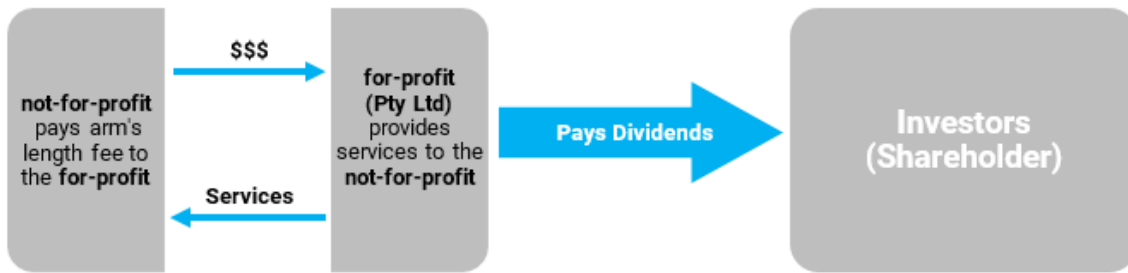 not-for-profit
pays arm's
length fee to
the for-profit
$$$
Services
for-profit
(Pty Ltd)
provides
services to the
not-for-profit
Pays Dividends
Investors
(Shareholder)